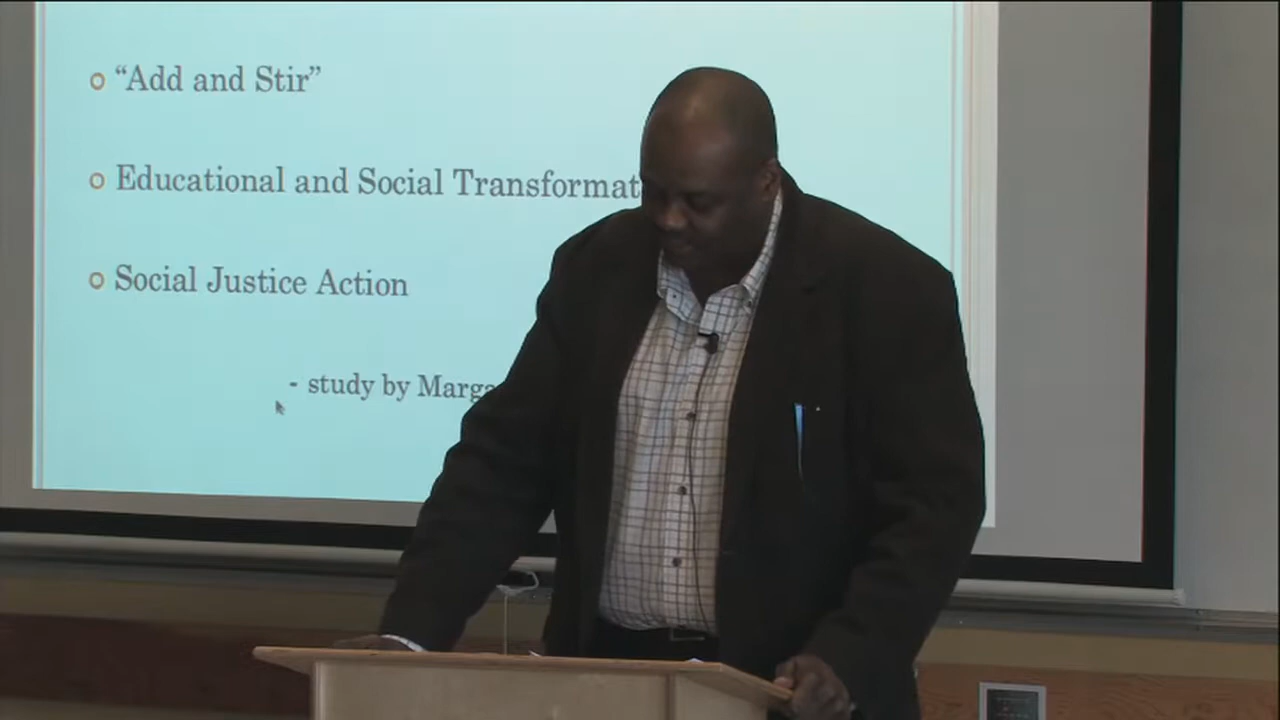 “Add and Stir”
Educational and Social Transformat
Social Justice Action
- study by Marga